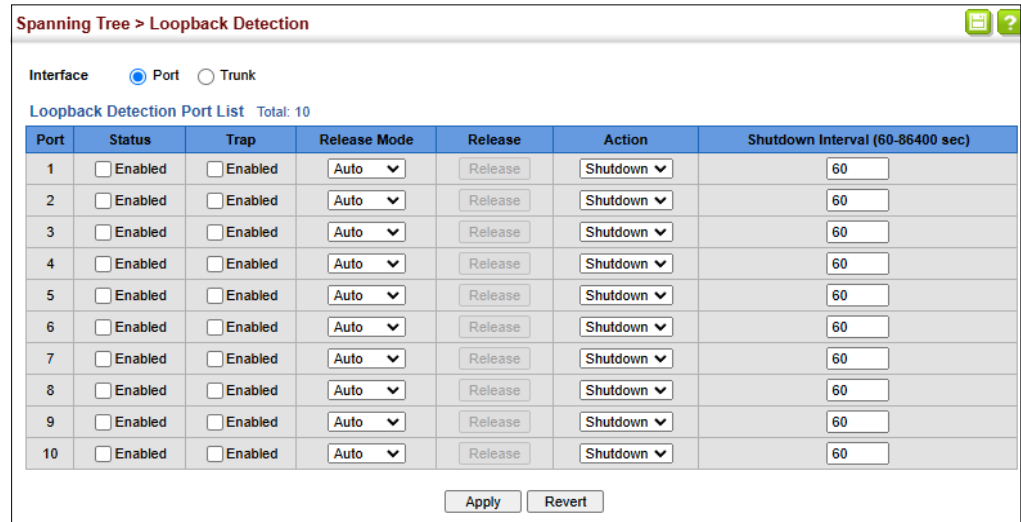 Spanning Tree > Loopback Detection
?
Interface Port Trunk
Loopback Detection Port List Total: 10
Port Status Trap Release Mode Release Action Shutdown Interval (60-86400 sec)
1 Enabled Enabled Auto Release Shutdown 60
2 Enabled Enabled Auto Release Shutdown 60
3 Enabled Enabled Auto Release Shutdown 60
4 Enabled Enabled Auto Release Shutdown 60
5 Enabled Enabled Auto Release Shutdown 60
6 Enabled Enabled Auto Release Shutdown 60
7 Enabled Enabled Auto Release Shutdown 60
8 Enabled Enabled Auto Release Shutdown 60
9 Enabled Enabled Auto Release Shutdown 60
10 Enabled Enabled Auto Release Shutdown 60
Apply Revert